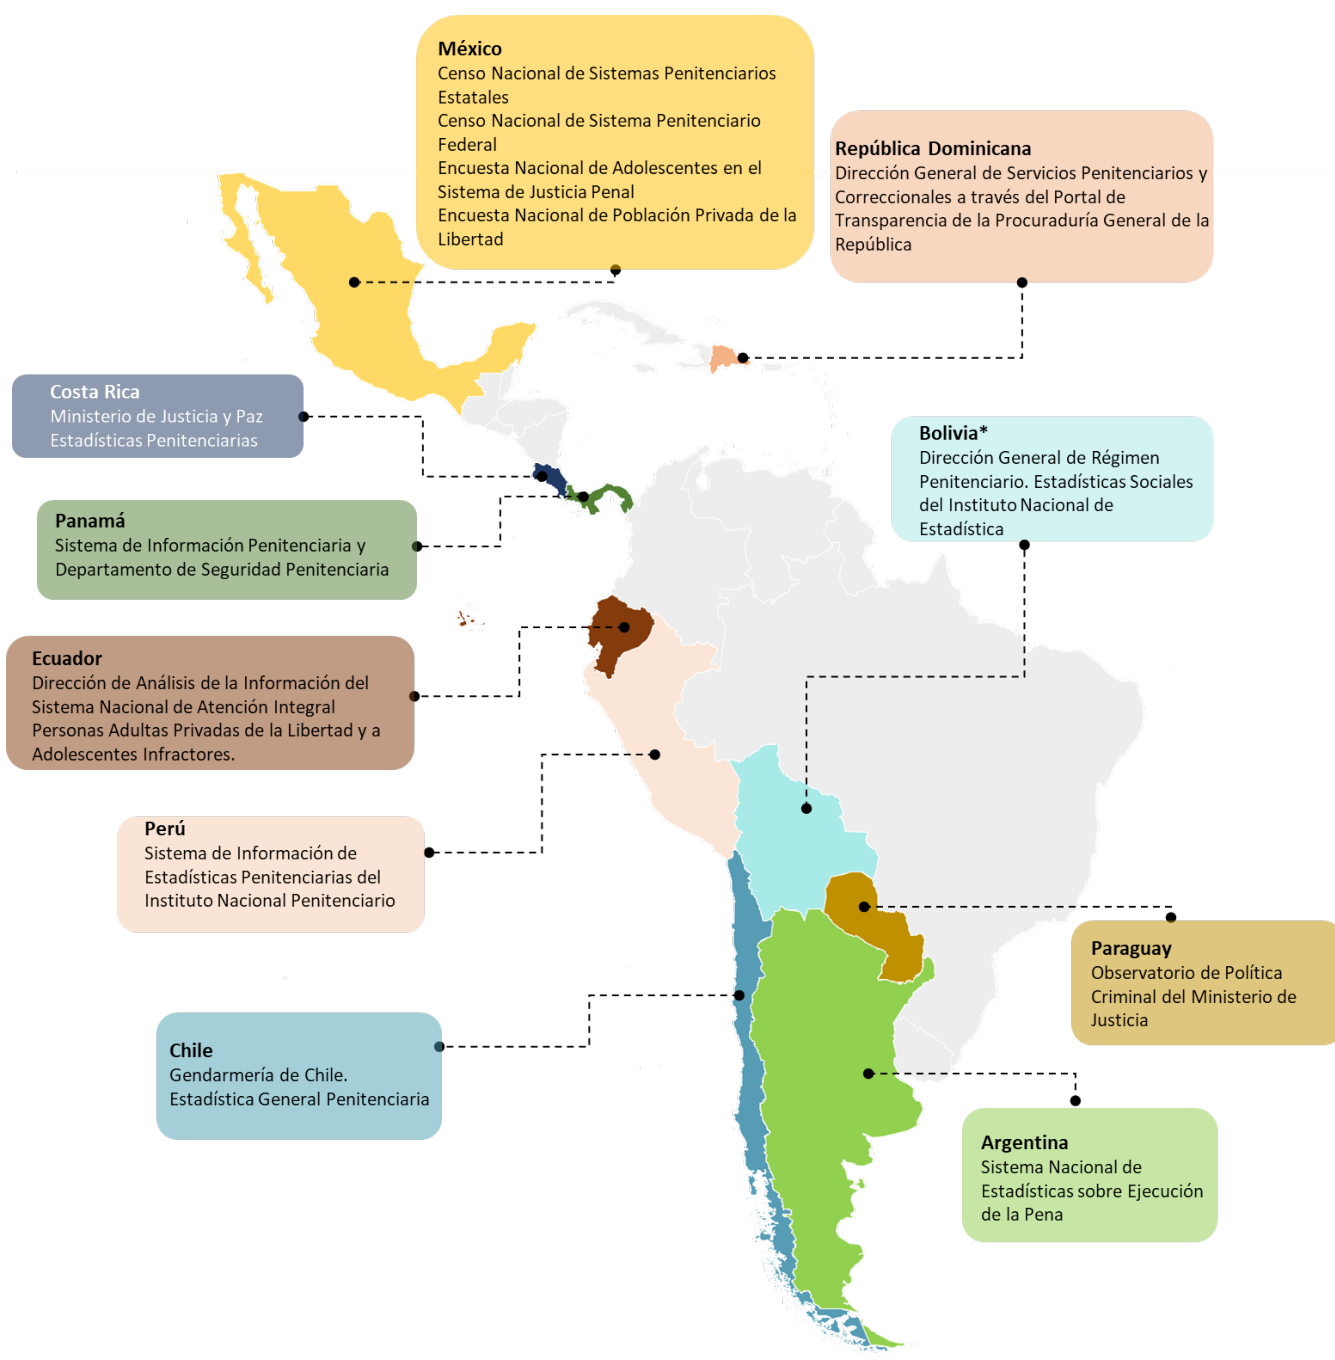 México
Censo Nacional de Sistemas Penitenciarios
Estatales
Censo Nacional de Sistema Penitenciario
Federal
Encuesta Nacional de Adolescentes en el
Sistema de Justicia Penal
Encuesta Nacional de Población Privada de la
Libertad
República Dominicana
Dirección General de Servicios Penitenciarios y
Correccionales a través del Portal de
Transparencia de la Procuraduría General de la
República
Costa Rica
Ministerio de Justicia y Paz
Estadísticas Penitenciarias
Bolivia*
Dirección General de Régimen
Penitenciario. Estadísticas Sociales
del Instituto Nacional de
Estadística
Panamá
Sistema de Información Penitenciaria y
Departamento de Seguridad Penitenciaria
Ecuador
Dirección de Análisis de la Información del
Sistema Nacional de Atención Integral
Personas Adultas Privadas de la Libertad y a
Adolescentes Infractores.
Perú
Sistema de Información de
Estadísticas Penitenciarias del
Instituto Nacional Penitenciario
Paraguay
Observatorio de Política
Criminal del Ministerio de
Justicia
Chile
Gendarmería de Chile.
Estadística General Penitenciaria
Argentina
Sistema Nacional de
Estadísticas sobre Ejecución
de la Pena